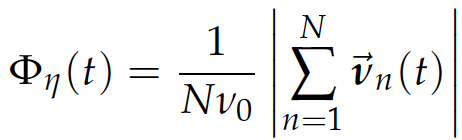 Φ_η(t) = \frac{1}{Nν_0} \left| \sum_{n=1}^{N} \vec{ν}_n(t) \right|